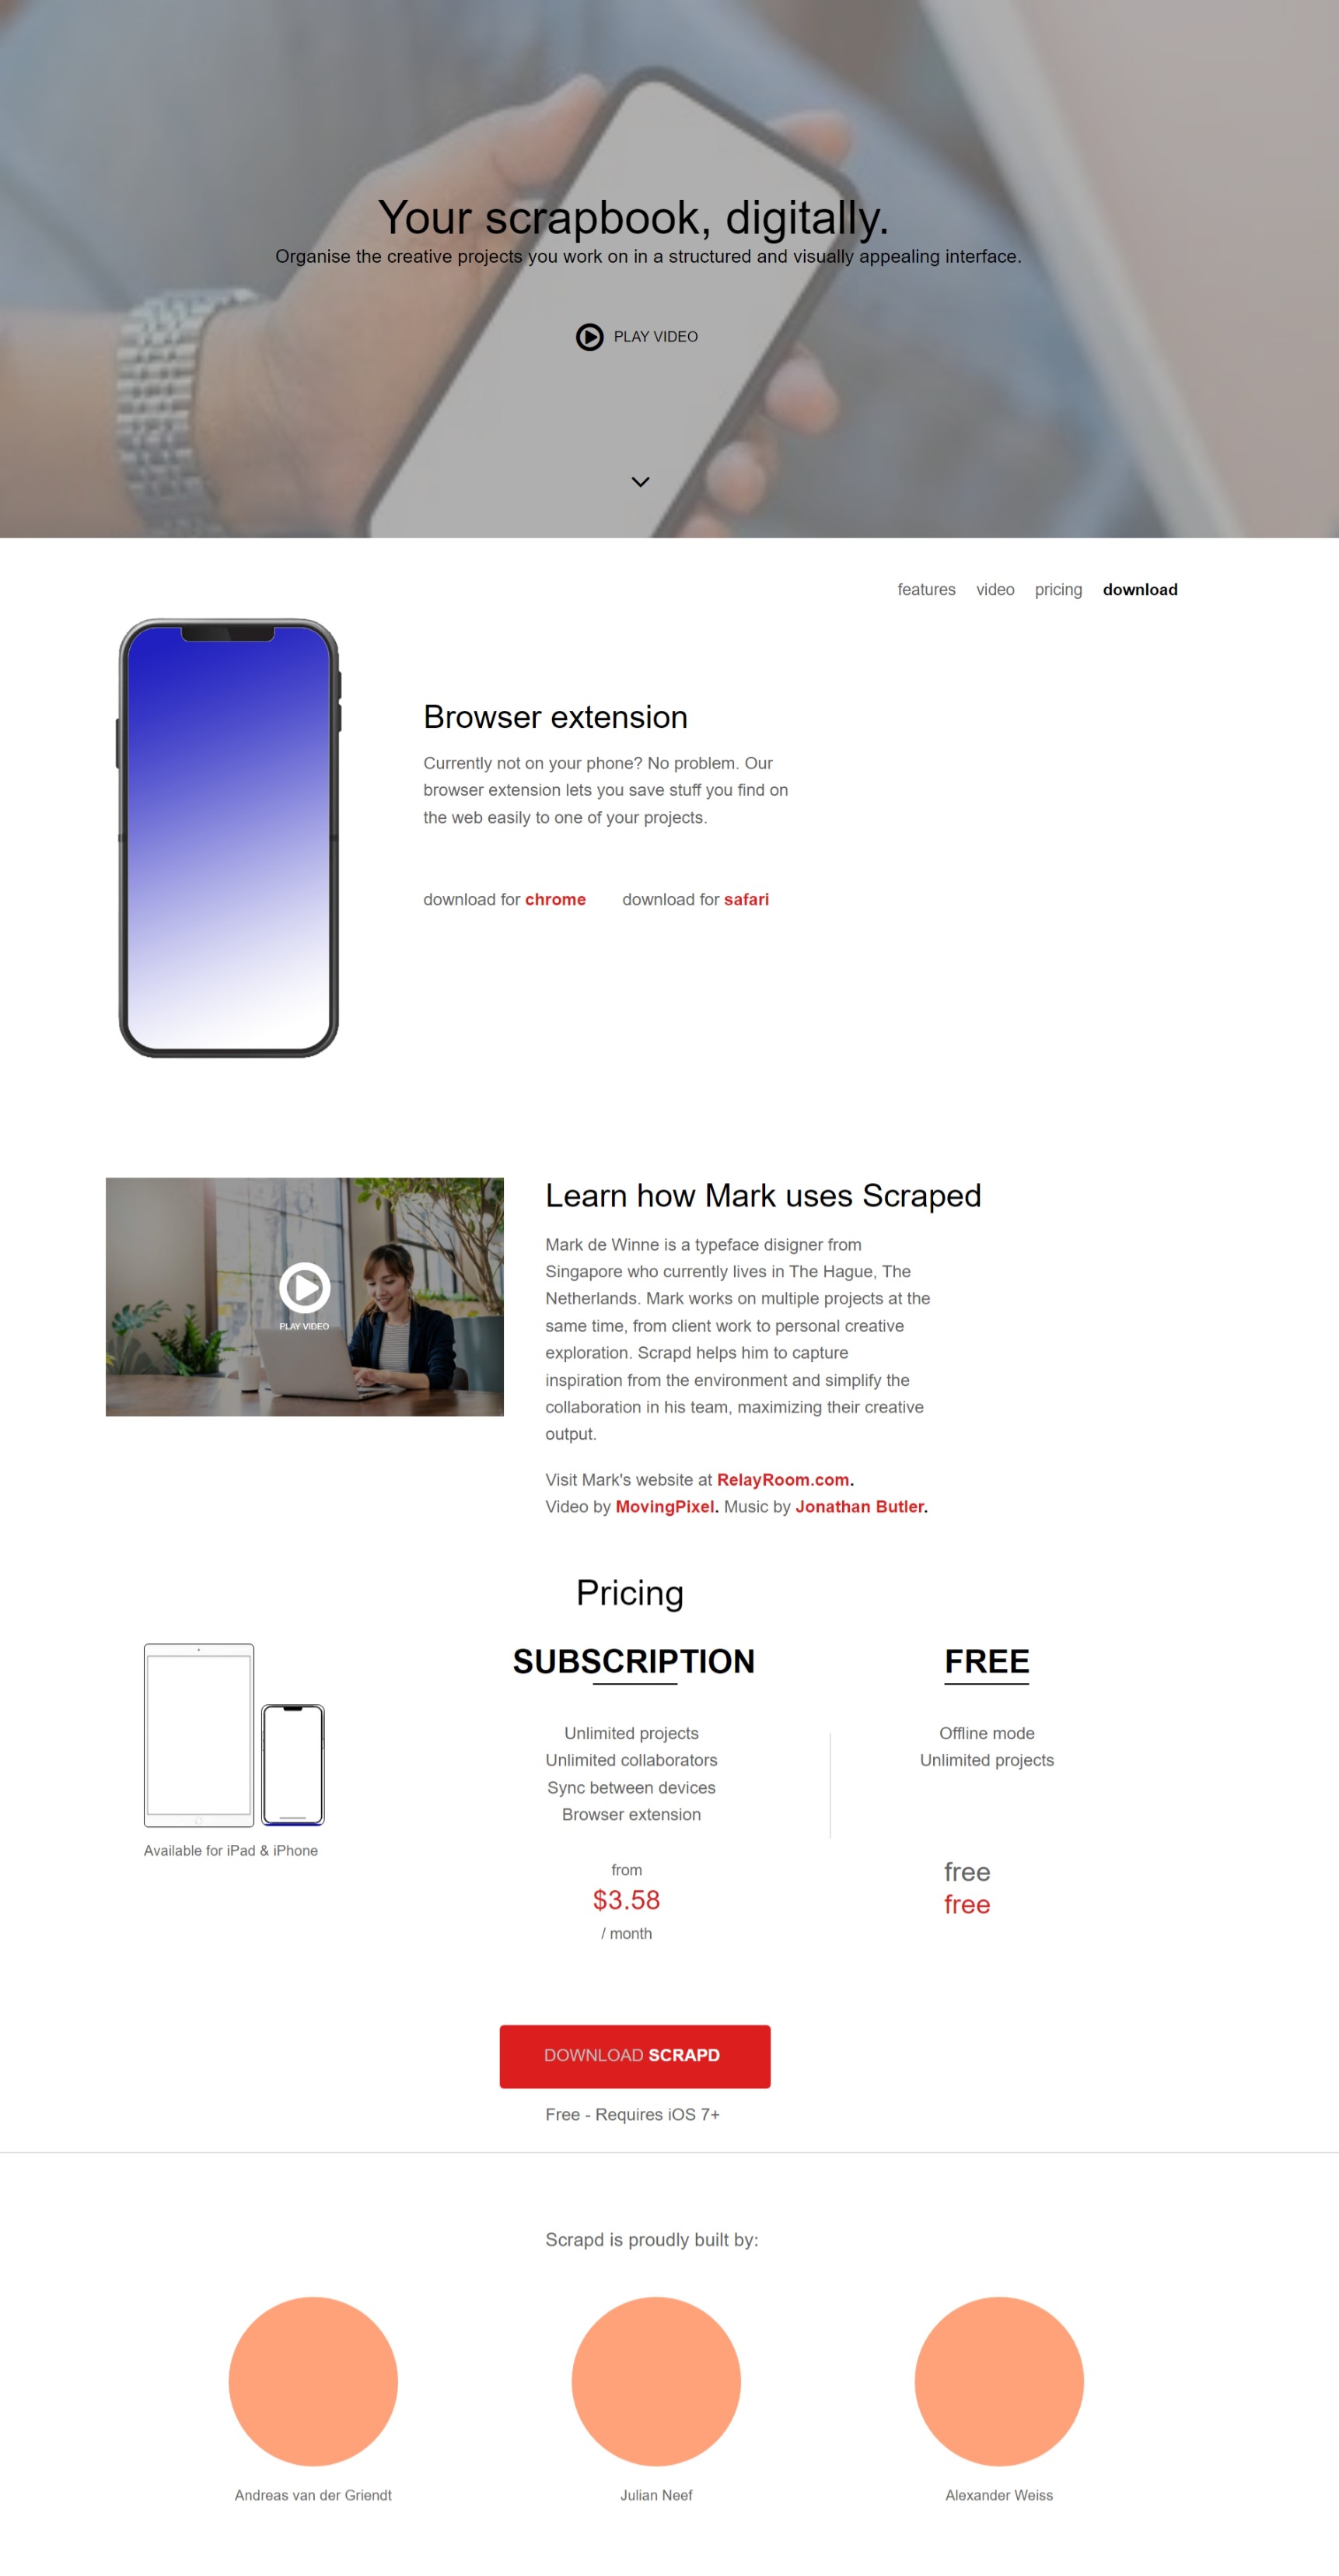 Your scrapbook, digitally.
Organise the creative projects you work on in a structured and visually appealing interface.
PLAY VIDEO
features video pricing download
Browser extension
Currently not on your phone? No problem. Our
browser extension lets you save stuff you find on
the web easily to one of your projects.
download for chrome download for safari
PLAY VIDEO
Learn how Mark uses Scraped
Mark de Winne is a typeface disigner from
Singapore who currently lives in The Hague, The
Netherlands. Mark works on multiple projects at the
same time, from client work to personal creative
exploration. Scrapd helps him to capture
inspiration from the environment and simplify the
collaboration in his team, maximizing their creative
output.
Visit Mark's website at RelayRoom.com.
Video by MovingPixel. Music by Jonathan Butler.
Pricing
Available for iPad & iPhone
SUBSCRIPTION
Unlimited projects
Unlimited collaborators
Sync between devices
Browser extension
from
$3.58
/ month
FREE
Offline mode
Unlimited projects
free
free
DOWNLOAD SCRAPD
Free - Requires iOS 7+
Scrapd is proudly built by:
Andreas van der Griendt
Julian Neef
Alexander Weiss